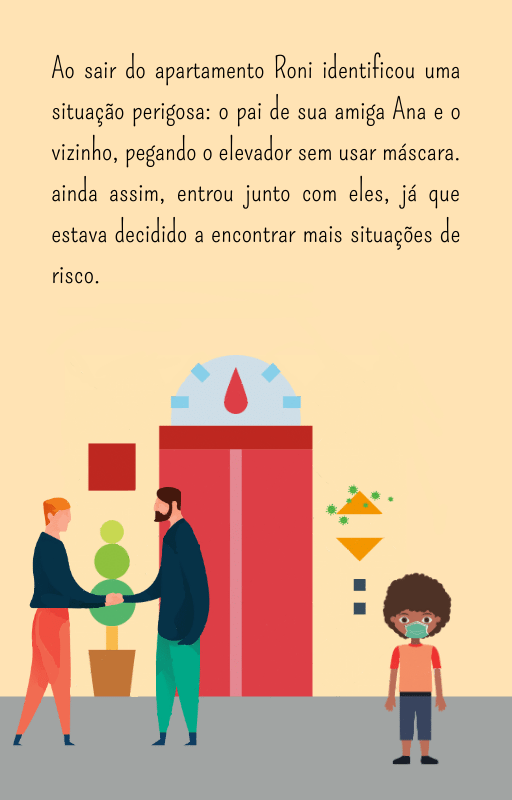 Ao sair do apartamento Roni identificou uma
situação perigosa: o pai de sua amiga Ana e o
vizinho, pegando o elevador sem usar máscara.
ainda assim, entrou junto com eles, já que
estava decidido a encontrar mais situações de
risco.